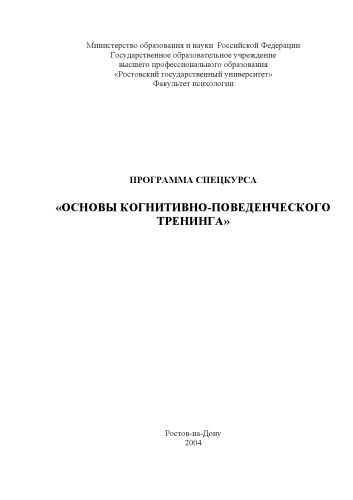 Министерство образования и науки  Российской Федерации
Государственное образовательное учреждение
высшего профессионального образования
«Ростовский государственный университет»
Факультет психологии
ПРОГРАММА СПЕЦКУРСА
«ОСНОВЫ КОГНИТИВНО-ПОВЕДЕНЧЕСКОГО
ТРЕНИНГА»
Ростов-на-Дону
2004